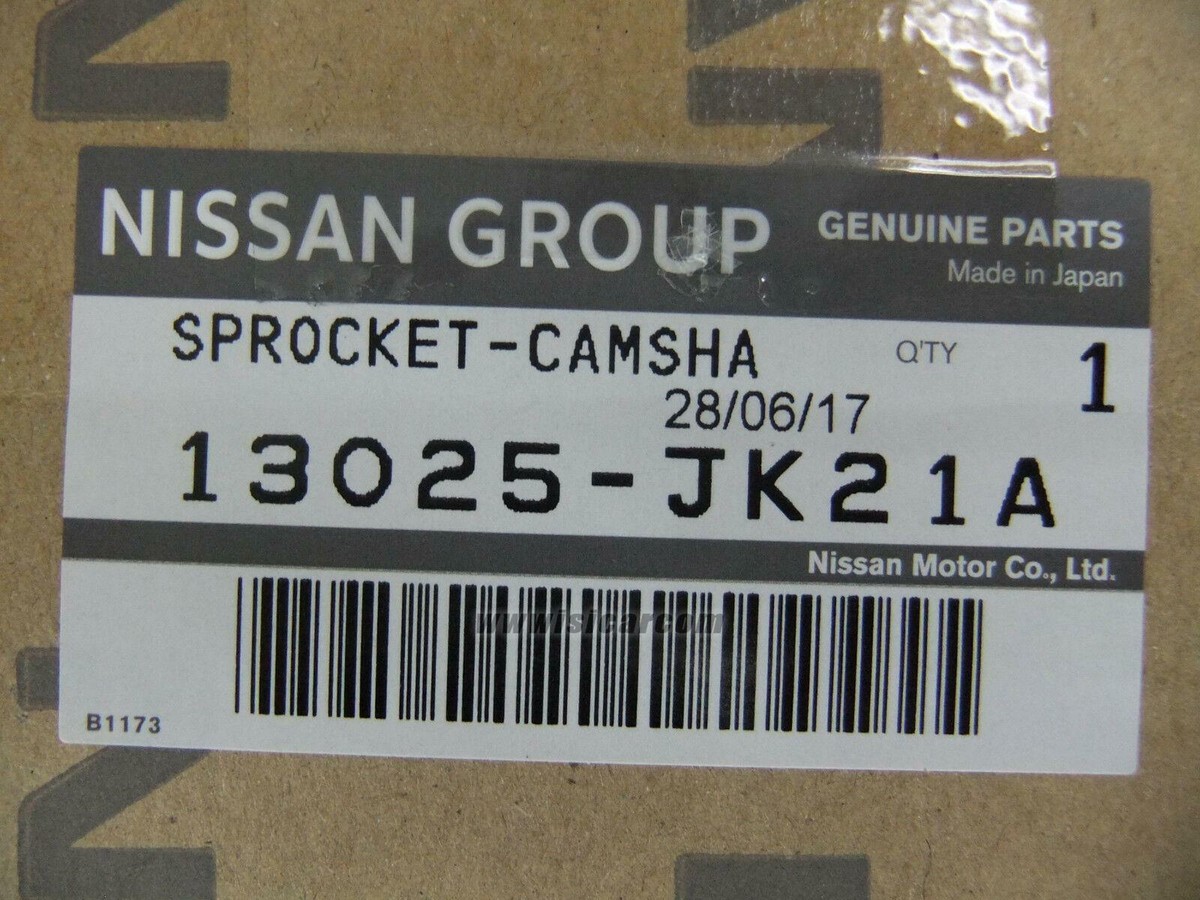 NISSAN GROUP
GENUINE PARTS
Made in Japan
SPROCKET-CAMSHA
Q'TY 1
28/06/17
13025-JK21A
Nissan Motor Co., Ltd.
wwwisicarcom
B1173